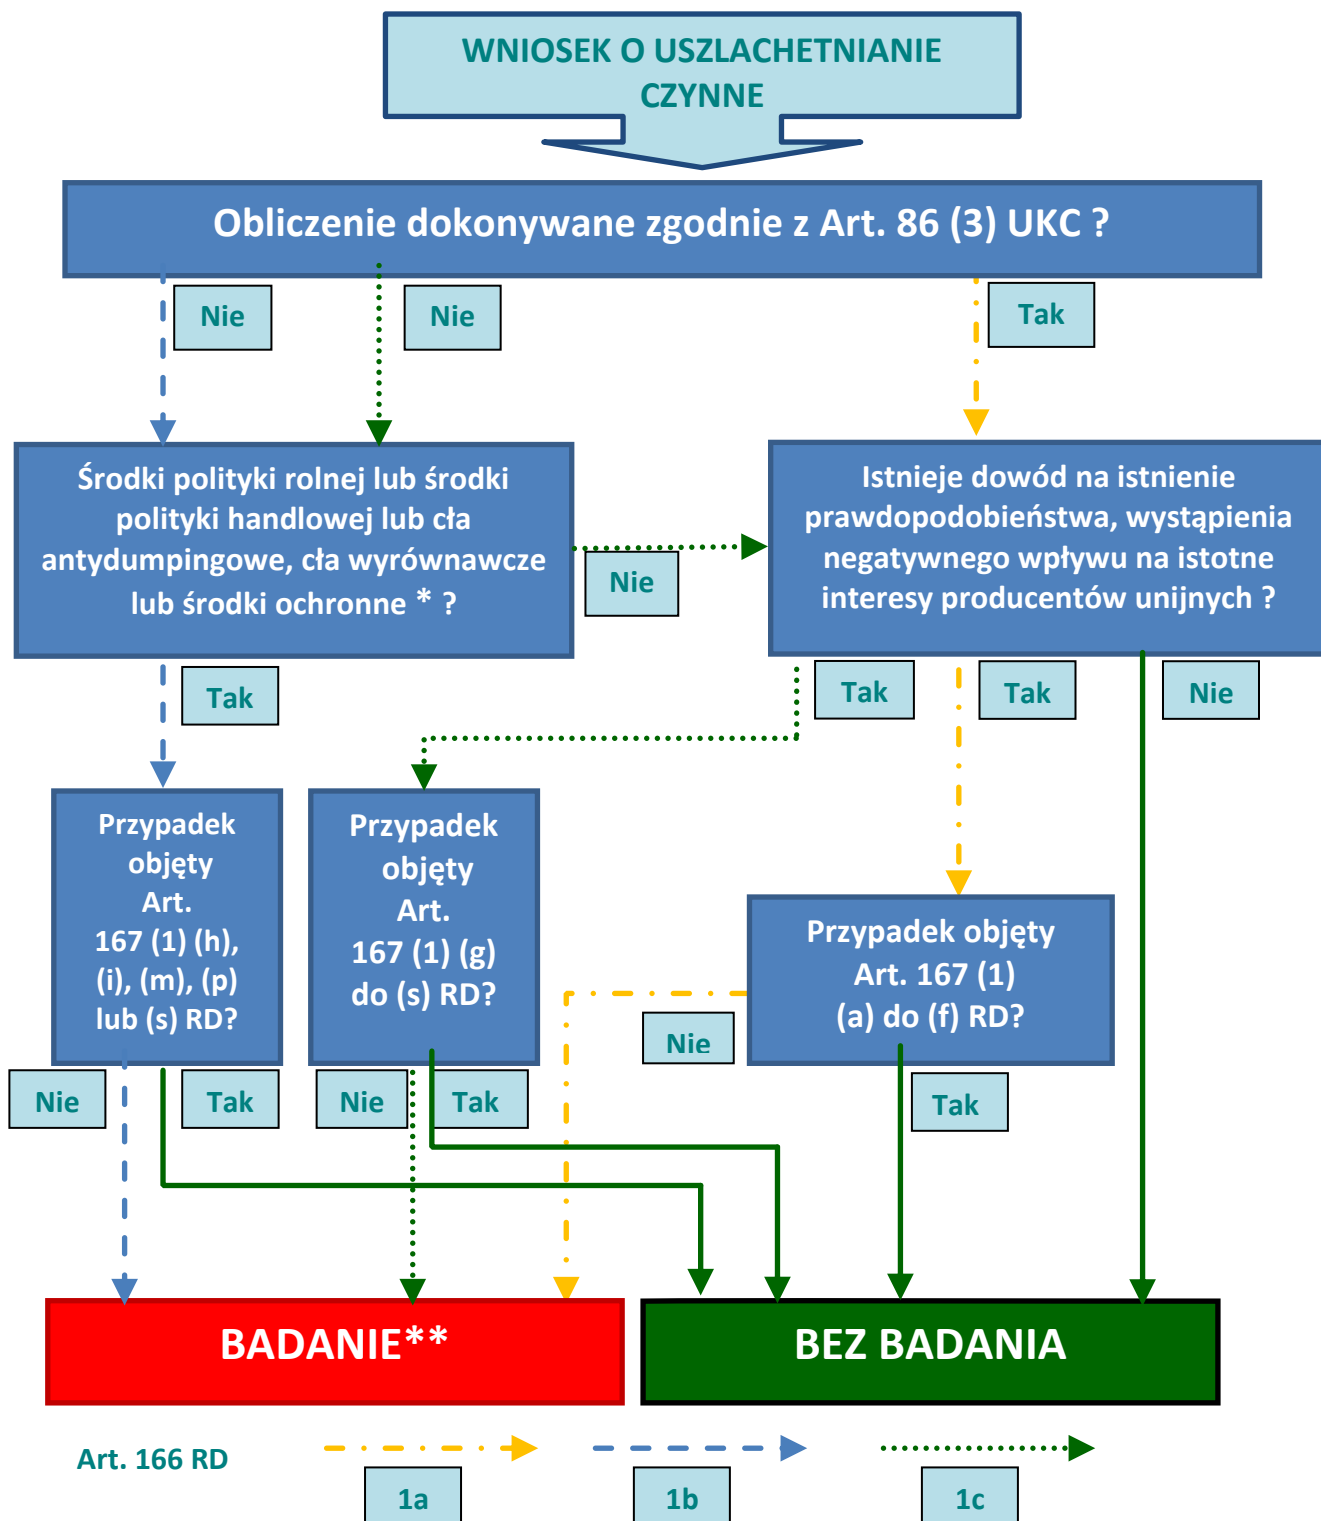 WNIOSEK O USZLACHETNIANIE
CZYNNE
Obliczenie dokonywane zgodnie z Art. 86 (3) UKC ?
Nie
Nie
Tak
Środki polityki rolnej lub środki
polityki handlowej lub cła
antydumpingowe, cła wyrównawcze
lub środki ochronne * ?
Nie
Istnieje dowód na istnienie
prawdopodobieństwa, wystąpienia
negatywnego wpływu na istotne
interesy producentów unijnych ?
Tak
Tak
Tak
Nie
Przypadek
objęty
Art.
167 (1) (h),
(i), (m), (p)
lub (s) RD?
Przypadek
objęty
Art.
167 (1) (g)
do (s) RD?
Przypadek objęty
Art. 167 (1)
(a) do (f) RD?
Nie
Nie
Tak
Nie
Tak
Tak
BADANIE**
BEZ BADANIA
Art. 166 RD
1a
1b
1c